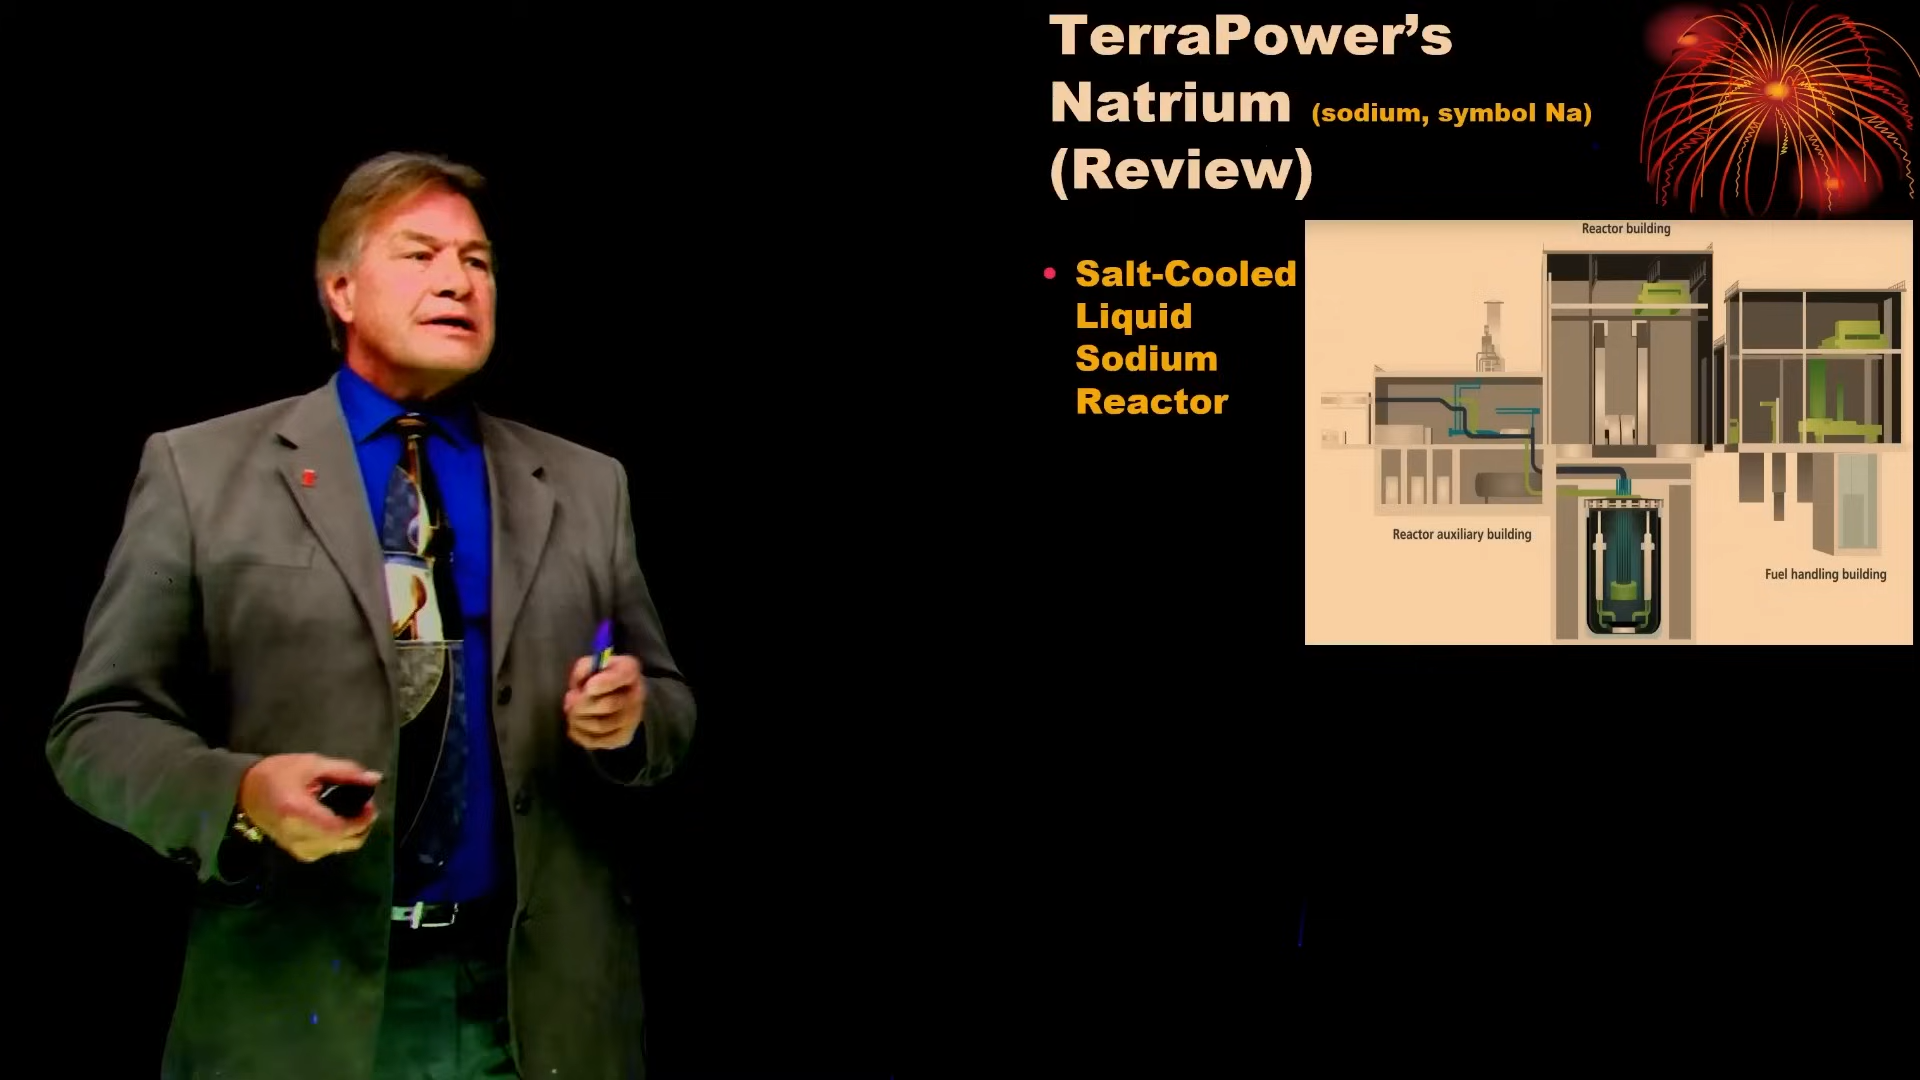 TerraPower’s
Natrium (sodium, symbol Na)
(Review)
• Salt-Cooled
Liquid
Sodium
Reactor
Reactor building
Reactor auxiliary building
Fuel handling building